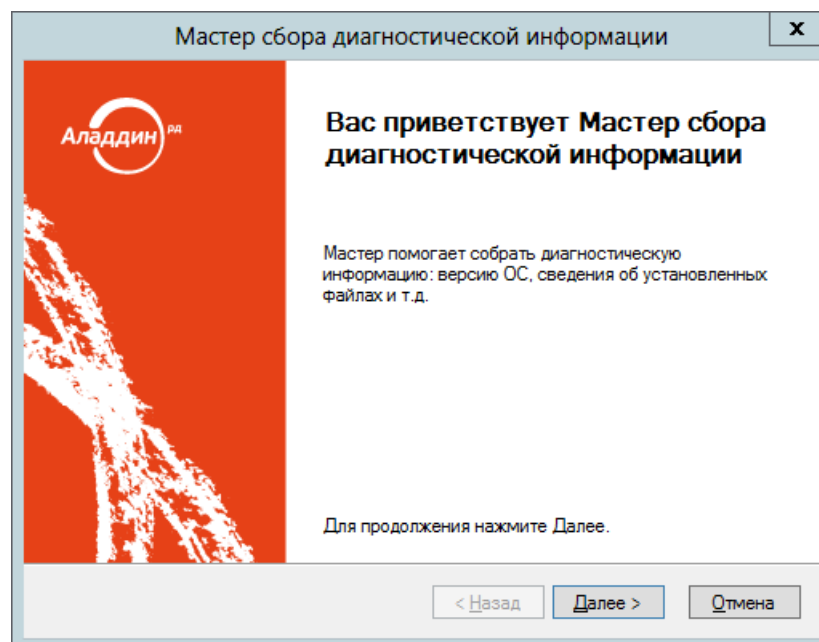 Мастер сбора диагностической информации
x
Аладдин РД
Вас приветствует Мастер сбора
диагностической информации
Мастер помогает собрать диагностическую
информацию: версию ОС, сведения об установленных
файлах и т.д.
Для продолжения нажмите Далее.
< Назад
Далее >
Отмена